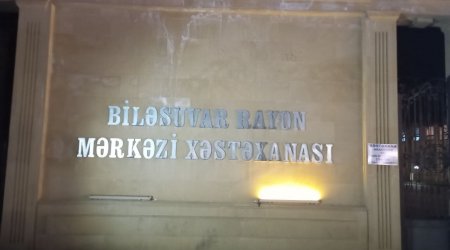 BİLƏSUVAR RAYON
MƏRKƏZİ XƏSTƏXANASI